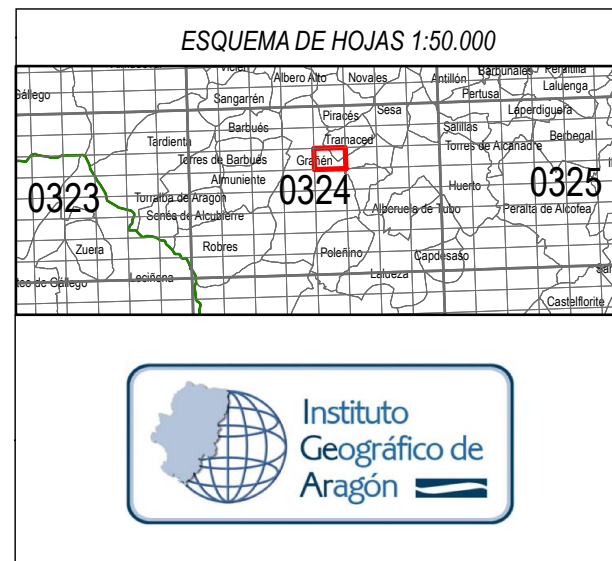 ESQUEMA DE HOJAS 1:50.000
Albero Alto Novales Antillón Barbuñales Peraltilla
Gállego Sangarrén Piracés Sesa Pertusa Laluenga
Laperdiguera
Barbués Tramaced Salillas Berbegal
Tardienta Torres de Alcanadre
Torres de Barbués Grañén
Almuniente Huerto
0323 0324 0325
Torralba de Aragón Alberuela de Tubo Peralta de Alcofea
Senés de Alcubierre
Zuera Robres Poleñino Capdesaso
Leciñena Lalueza
Castelflorite
Instituto
Geográfico de
Aragón